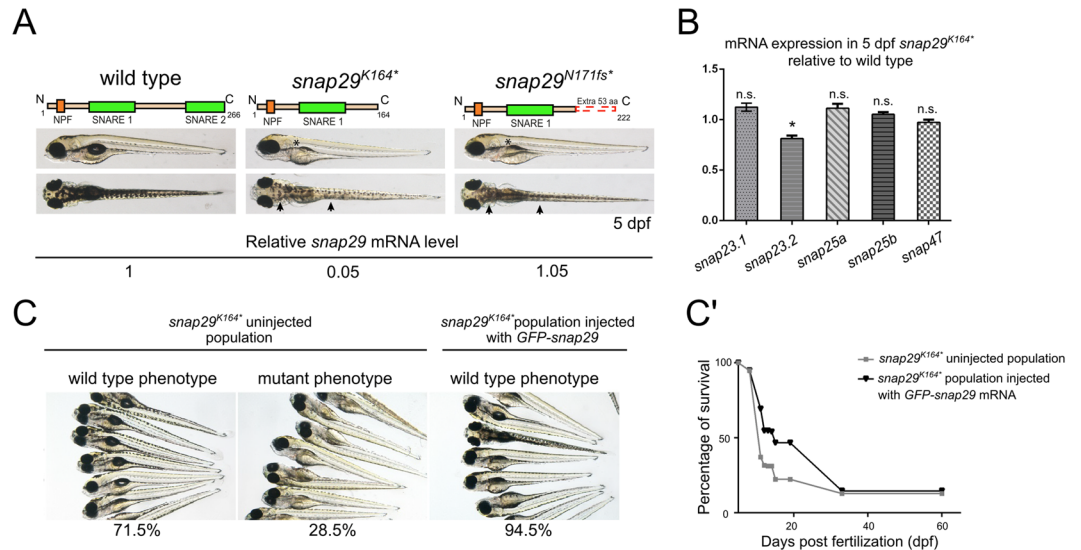 A
wild type
snap29K164*
snap29N171fs*
N
C
1
NPF
SNARE 1
SNARE 2
266
N
C
1
NPF
SNARE 1
164
N
Extra 53 aa
C
1
NPF
SNARE 1
222
*
*
5 dpf
Relative snap29 mRNA level
1
0.05
1.05
B
mRNA expression in 5 dpf snap29K164*
relative to wild type
1.5
1.0
0.5
0.0
n.s.
*
n.s.
n.s.
n.s.
snap23.1
snap23.2
snap25a
snap25b
snap47
C
snap29K164* uninjected
population
snap29K164* population injected
with GFP-snap29
wild type phenotype
mutant phenotype
wild type phenotype
71.5%
28.5%
94.5%
C'
snap29K164* uninjected population
snap29K164* population injected
with GFP-snap29 mRNA
Percentage of survival
100
50
0
20
40
60
Days post fertilization (dpf)